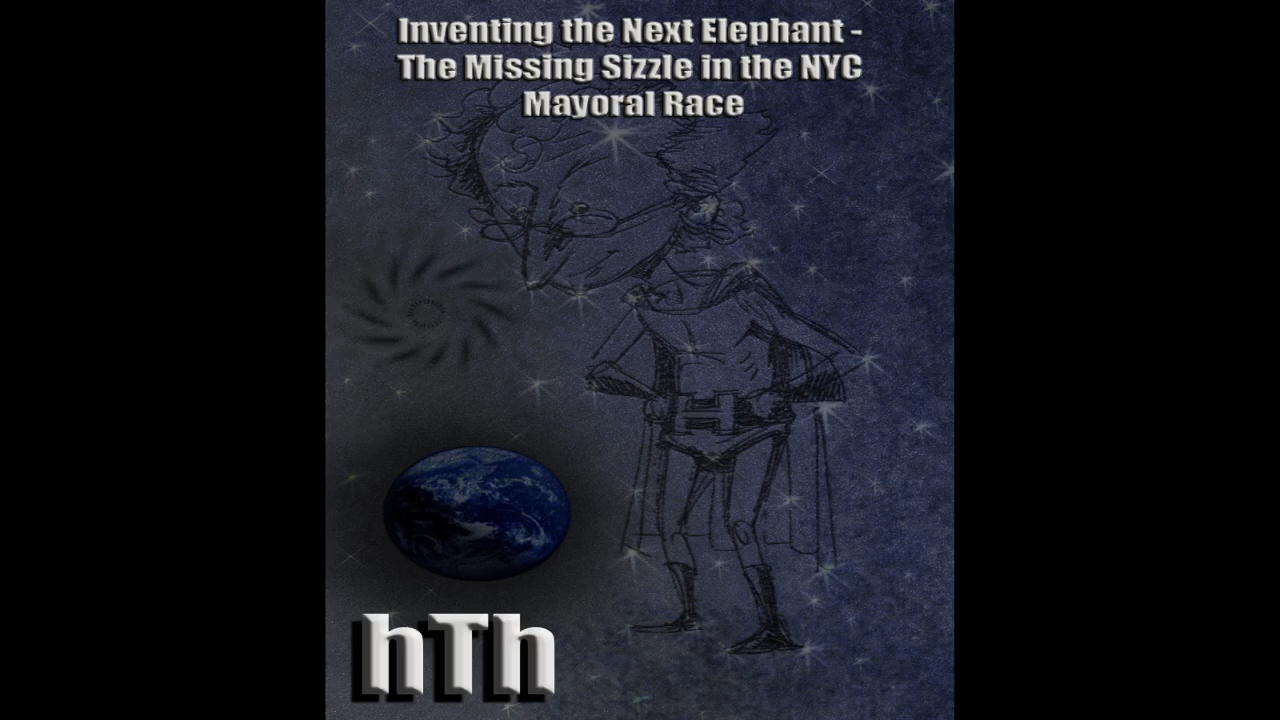 Inventing the Next Elephant -
The Missing Sizzle in the NYC
Mayoral Race
H
hTh